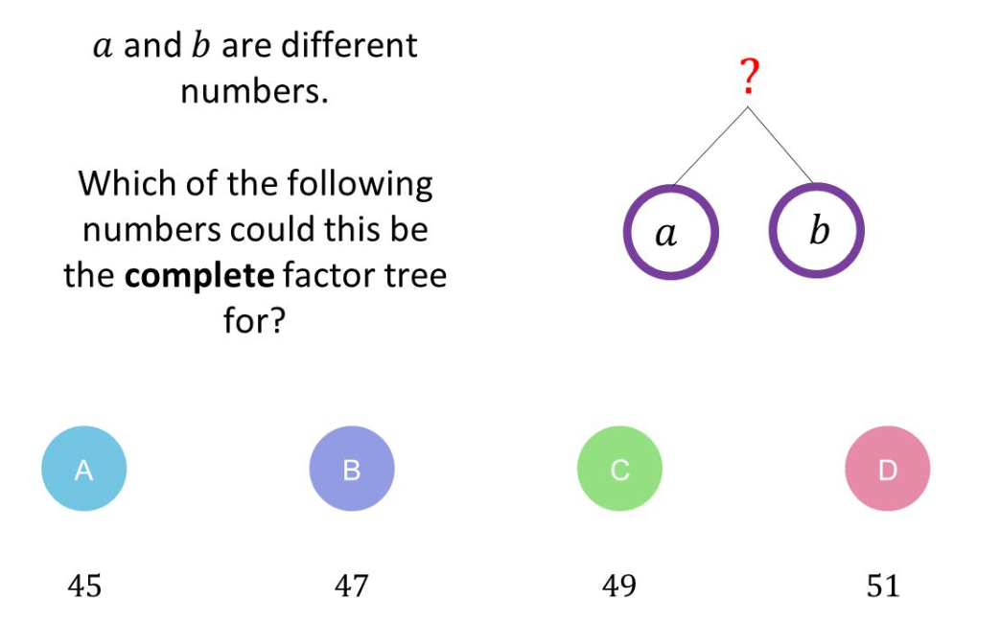 a and b are different
numbers.
Which of the following
numbers could this be
the complete factor tree
for?
?
a
b
A
B
C
D
45
47
49
51